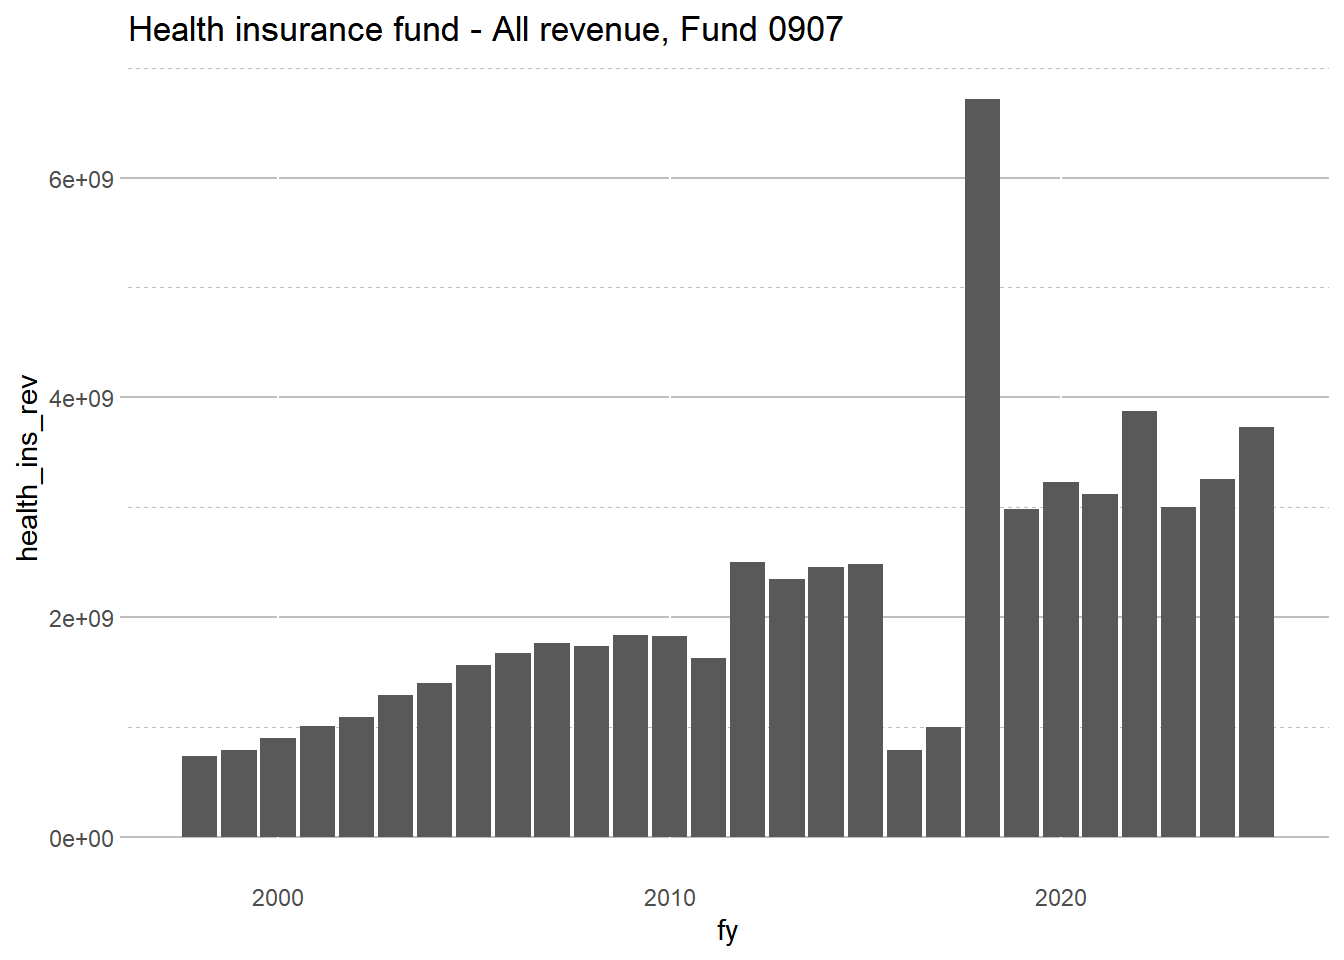 Health insurance fund - All revenue, Fund 0907
health_ins_rev
6e+09
4e+09
2e+09
0e+00
2000
2010
2020
fy